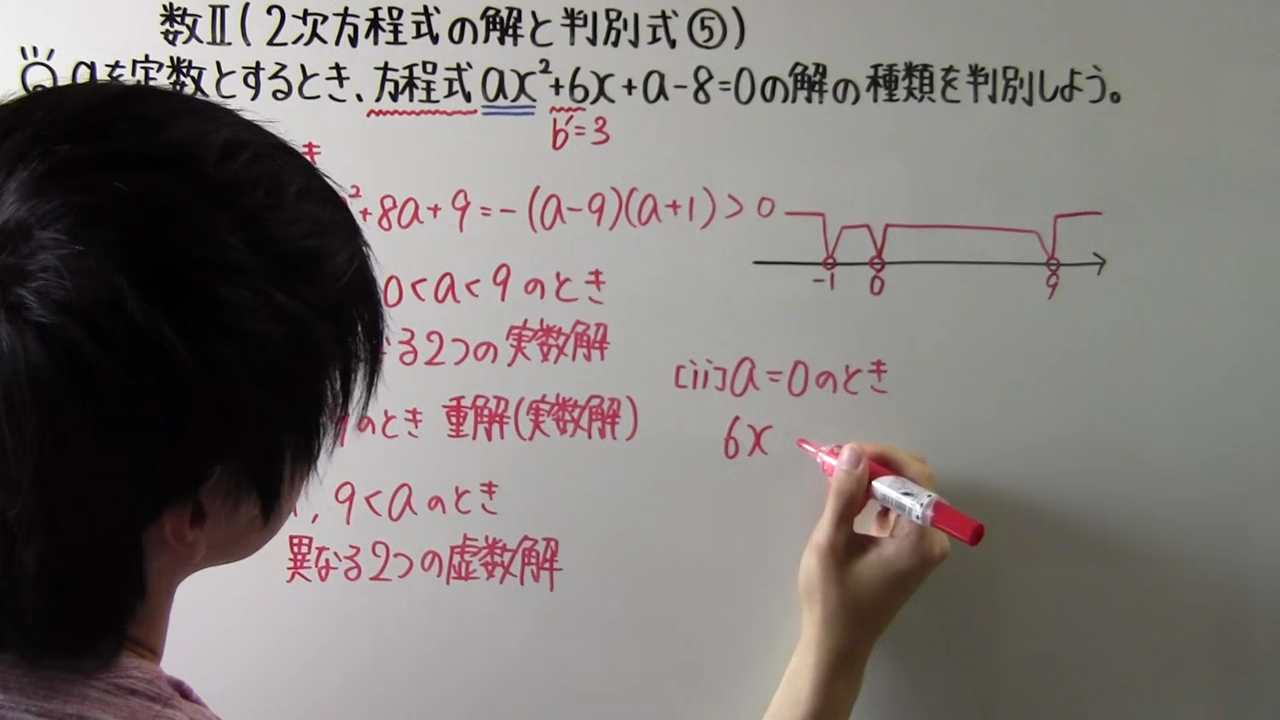 数Ⅱ(2次方程式の解と判別式⑤)
aを定数とするとき、方程式ax²+6x+a-8=0の解の種類を判別しよう。
b'=3
き
²+8a+9=-(a-9)(a+1)>0
-1 0 9
0<a<9のとき
なる2つの実数解
[ii]a=0のとき
6x
のとき 重解(実数解)
, 9<aのとき
異なる2つの虚数解